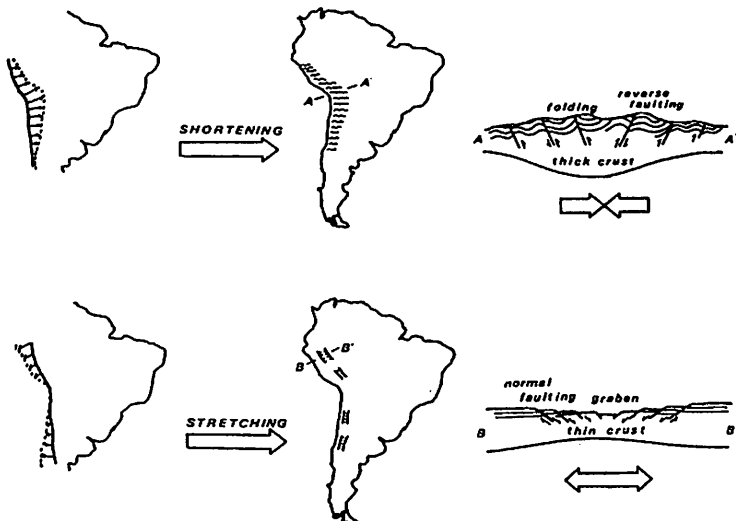 SHORTENING
A
A'
folding
reverse
faulting
A
A'
thick crust
STRETCHING
B
B'
normal
faulting graben
B
B'
thin crust